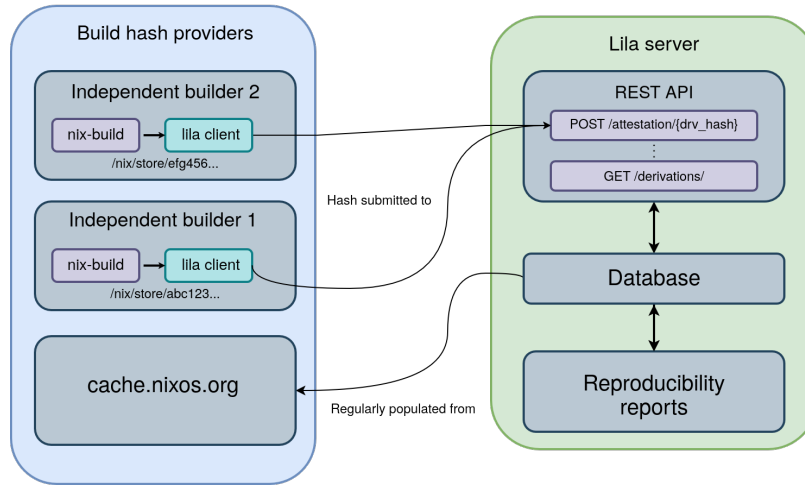 Build hash providers
Independent builder 2
nix-build
lila client
/nix/store/efg456...
Independent builder 1
nix-build
lila client
/nix/store/abc123...
cache.nixos.org
Hash submitted to
Regularly populated from
Lila server
REST API
POST /attestation/{drv_hash}
GET /derivations/
Database
Reproducibility
reports